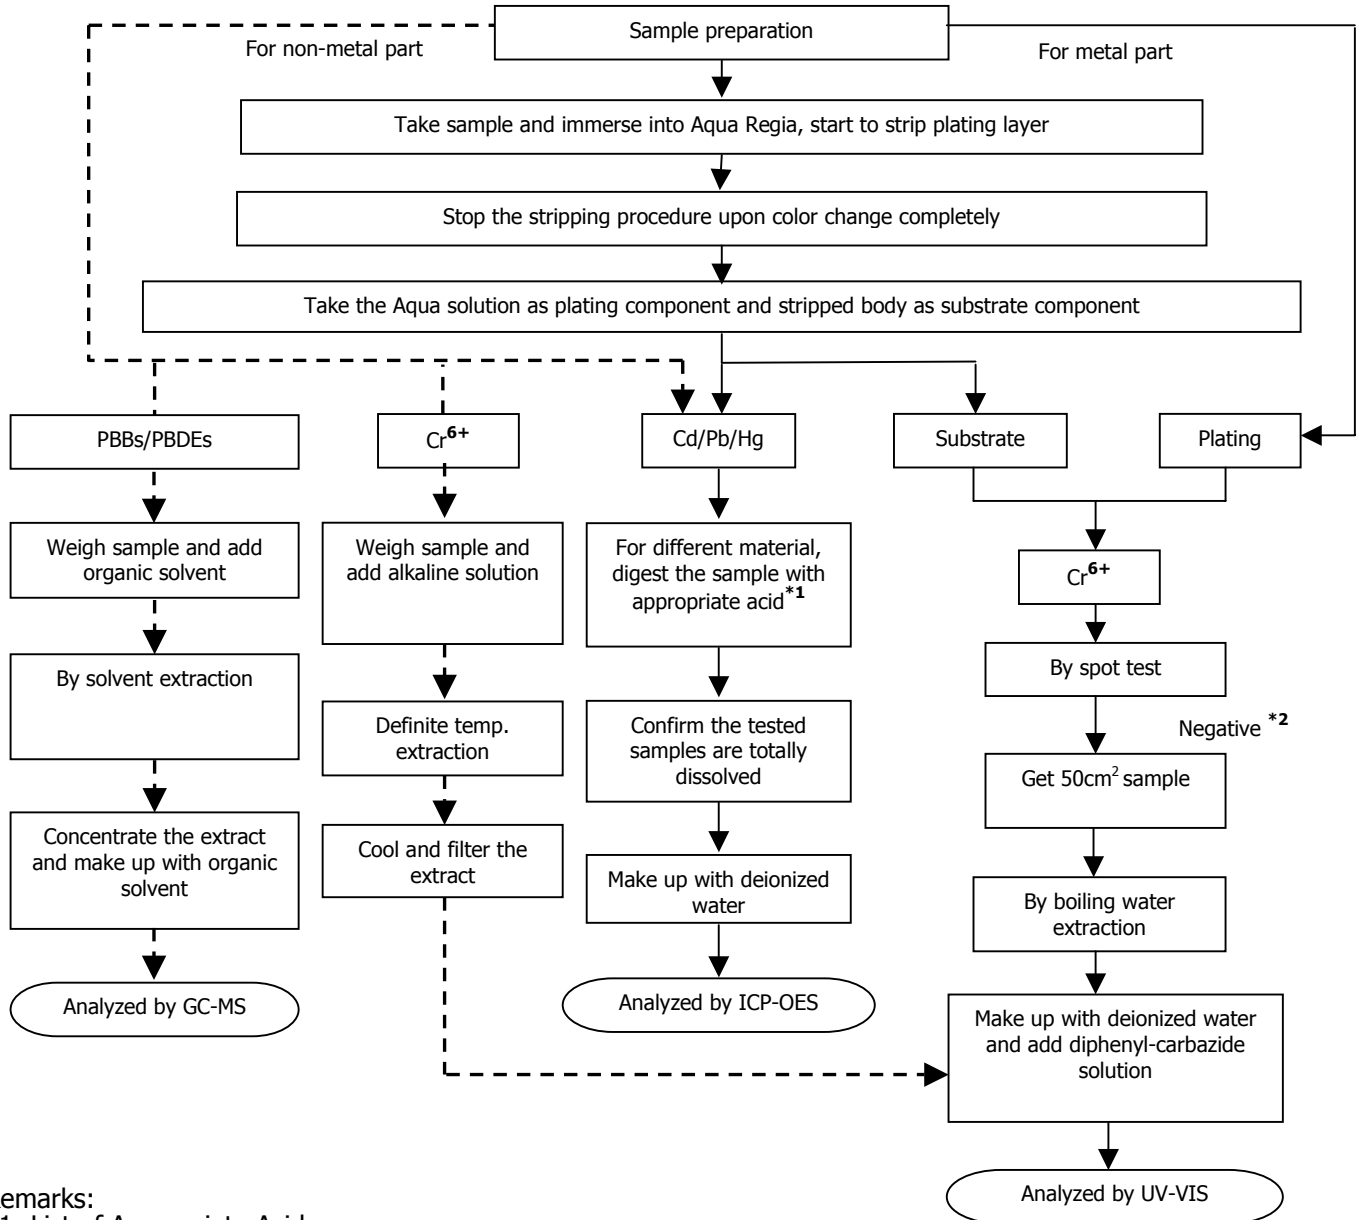 Sample preparation
For non-metal part
For metal part
Take sample and immerse into Aqua Regia, start to strip plating layer
Stop the stripping procedure upon color change completely
Take the Aqua solution as plating component and stripped body as substrate component
PBBs/PBDEs
Cr6+
Cd/Pb/Hg
Substrate
Plating
Weigh sample and add
organic solvent
Weigh sample and
add alkaline solution
For different material,
digest the sample with
appropriate acid*1
Cr6+
By solvent extraction
Definite temp.
extraction
Confirm the tested
samples are totally
dissolved
By spot test
Negative *2
Get 50cm2 sample
Concentrate the extract
and make up with organic
solvent
Cool and filter the
extract
Make up with deionized
water
By boiling water
extraction
Analyzed by GC-MS
Analyzed by ICP-OES
Make up with deionized water
and add diphenyl-carbazide
solution
Analyzed by UV-VIS
emarks: